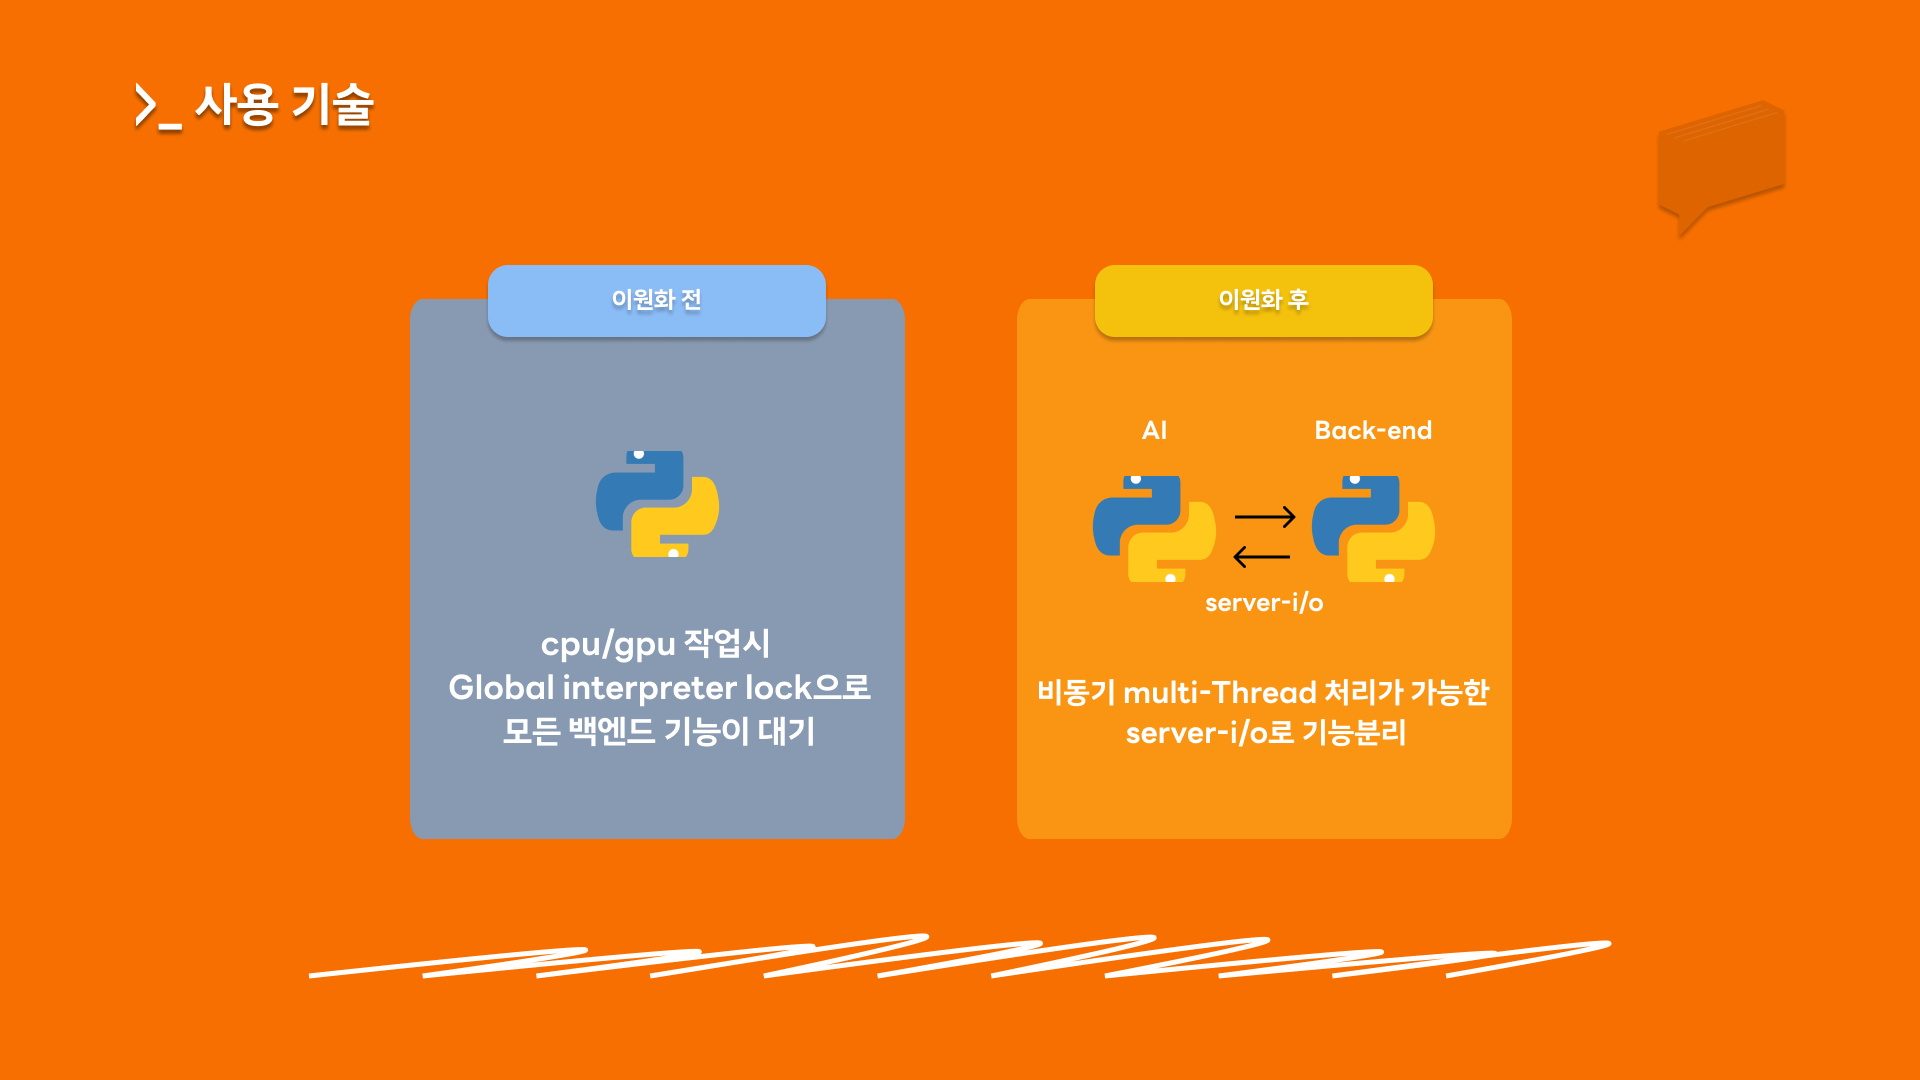 >_ 사용 기술
이원화 전
cpu/gpu 작업시
Global interpreter lock으로
모든 백엔드 기능이 대기
이원화 후
AI
Back-end
server-i/o
비동기 multi-Thread 처리가 가능한
server-i/o로 기능분리